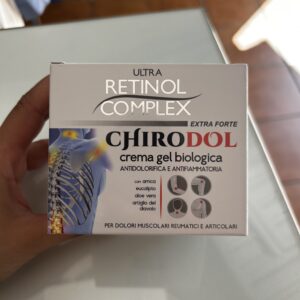 ULTRA
RETINOL
COMPLEX
EXTRA FORTE
CHIRODOL
crema gel biologica
ANTIDOLORIFICA E ANTIFIAMMATORIA
con arnica
eucalipto
aloe vera
artiglio del
diavolo
PER DOLORI MUSCOLARI REUMATICI E ARTICOLARI